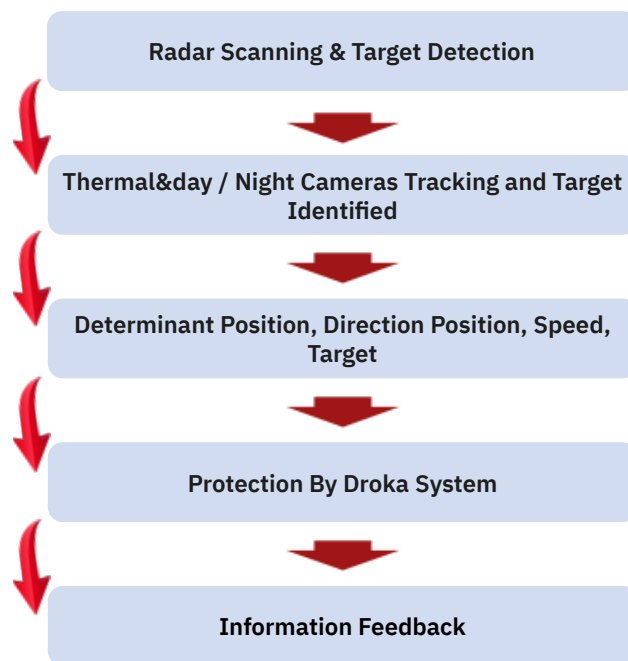 Radar Scanning & Target Detection
Thermal&day / Night Cameras Tracking and Target
Identified
Determinant Position, Direction Position, Speed,
Target
Protection By Droka System
Information Feedback